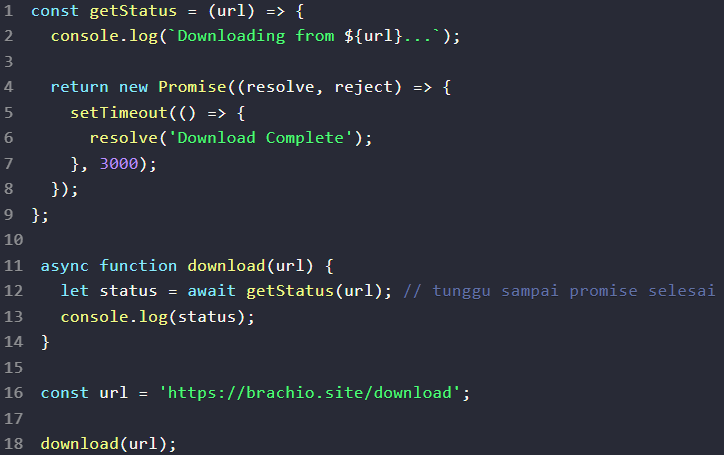 1 const getStatus = (url) => {
2   console.log(`Downloading from ${url}...`);
3
4   return new Promise((resolve, reject) => {
5     setTimeout(() => {
6       resolve('Download Complete');
7     }, 3000);
8   });
9 };
10
11 async function download(url) {
12   let status = await getStatus(url); // tunggu sampai promise selesai
13   console.log(status);
14 }
15
16 const url = 'https://brachio.site/download';
17
18 download(url);